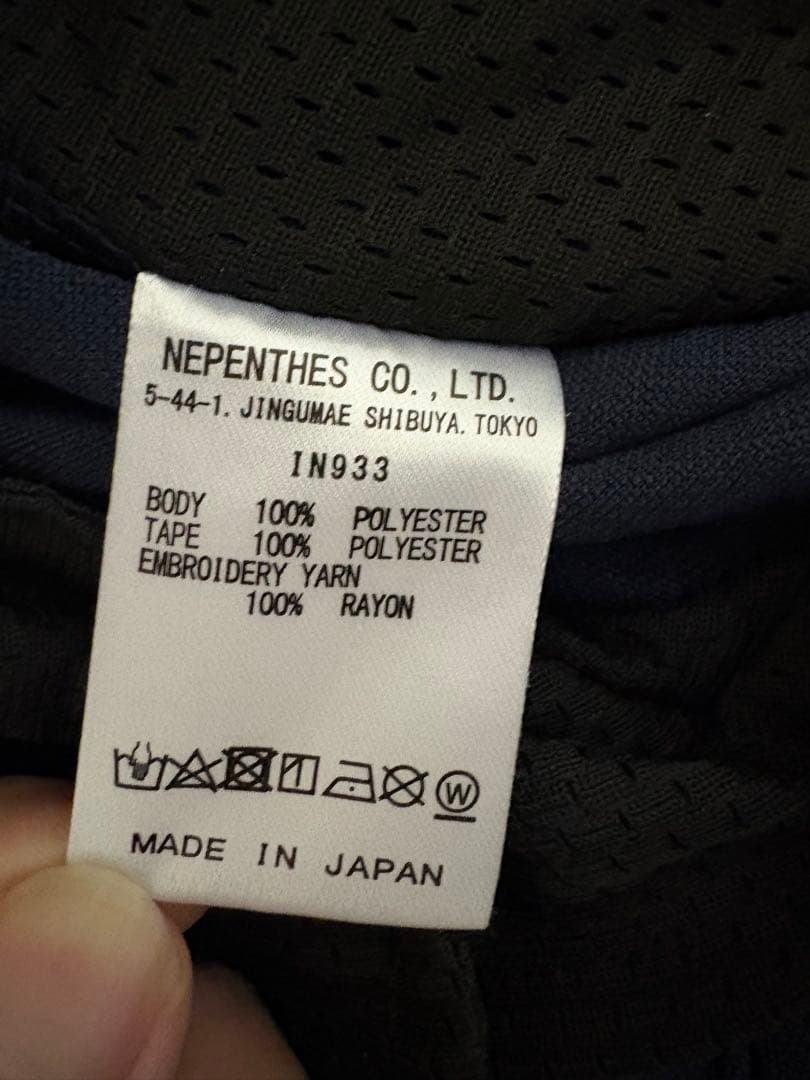 NEPENTHES CO., LTD.
5-44-1. JINGUMAE SHIBUYA. TOKYO
IN933
BODY 100% POLYESTER
TAPE 100% POLYESTER
EMBROIDERY YARN
100% RAYON
W
MADE IN JAPAN